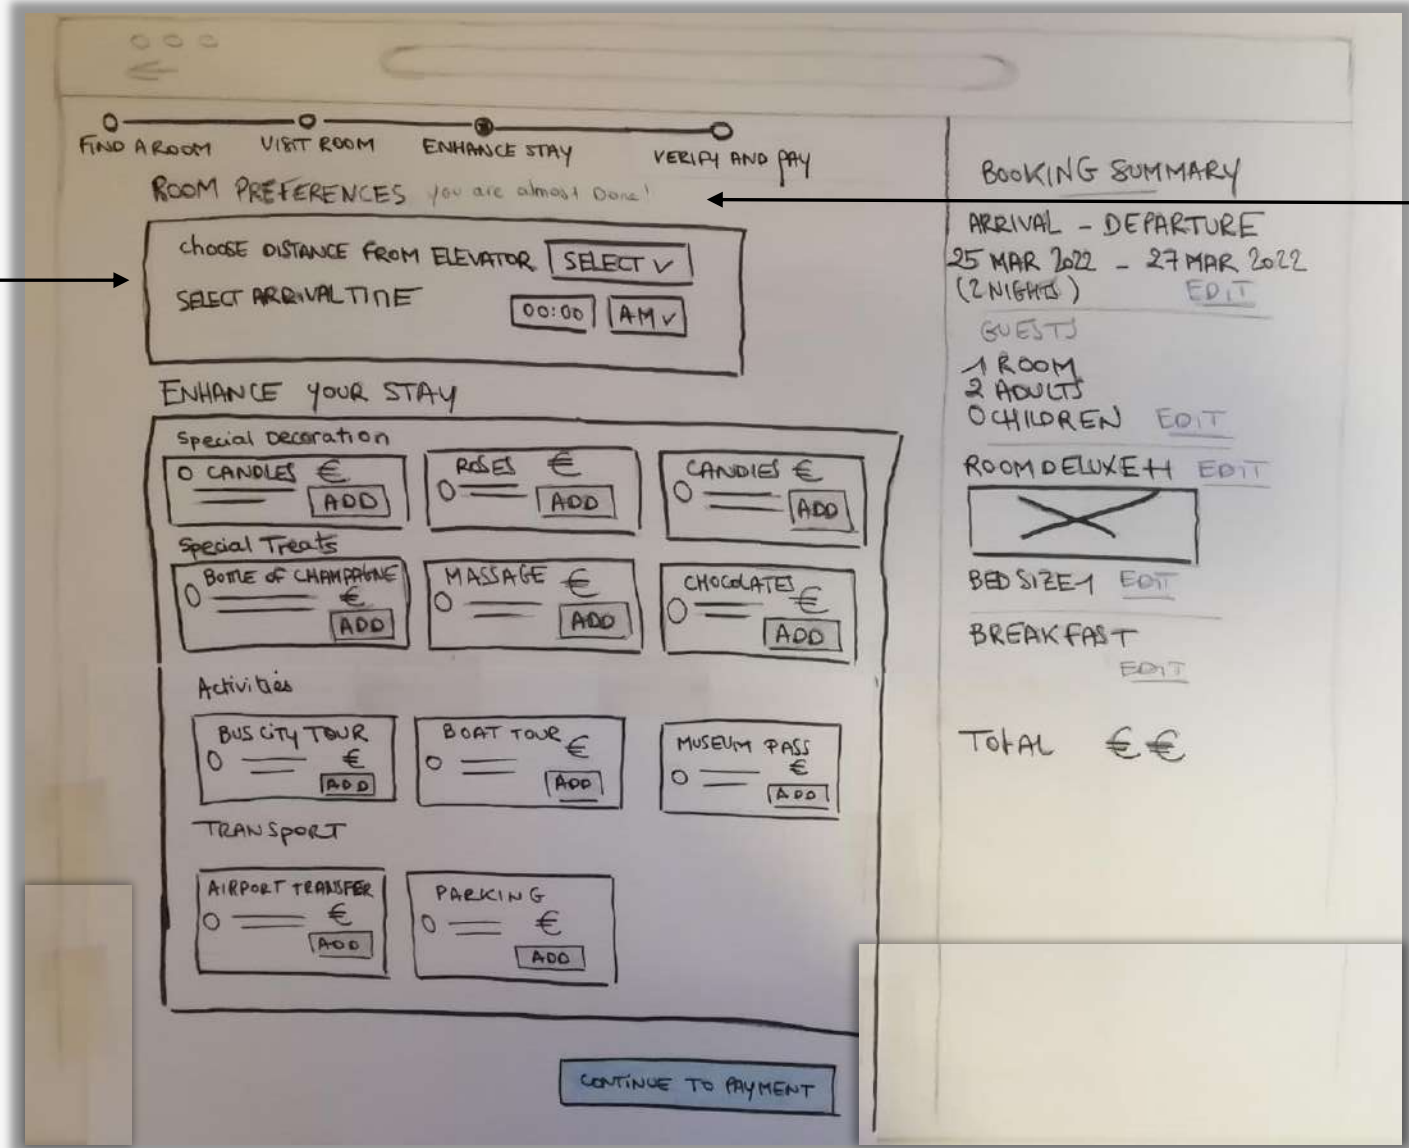 FIND A ROOM
VISIT ROOM
ENHANCE STAY
VERIFY AND PAY
ROOM PREFERENCES you are almost Done!
choose DISTANCE FROM ELEVATOR SELECT
SELECT ARRIVAL TIME 00:00 AM
ENHANCE YOUR STAY
Special Decoration
CANDLES €
ADD
ROSES €
ADD
CANDIES €
ADD
Special Treats
BOTTLE OF CHAMPAGNE
€
ADD
MASSAGE €
ADD
CHOCOLATES €
ADD
Activities
BUS CITY TOUR
€
ADD
BOAT TOUR €
ADD
MUSEUM PASS
€
ADD
TRANSPORT
AIRPORT TRANSFER
€
ADD
PARKING
€
ADD
CONTINUE TO PAYMENT
BOOKING SUMMARY
ARRIVAL - DEPARTURE
25 MAR 2022 - 27 MAR 2022
(2 NIGHTS) EDIT
GUESTS
1 ROOM
2 ADULTS
0 CHILDREN EDIT
ROOM DELUXE EDIT
BED SIZE 1 EDIT
BREAKFAST
EDIT
TOTAL €€